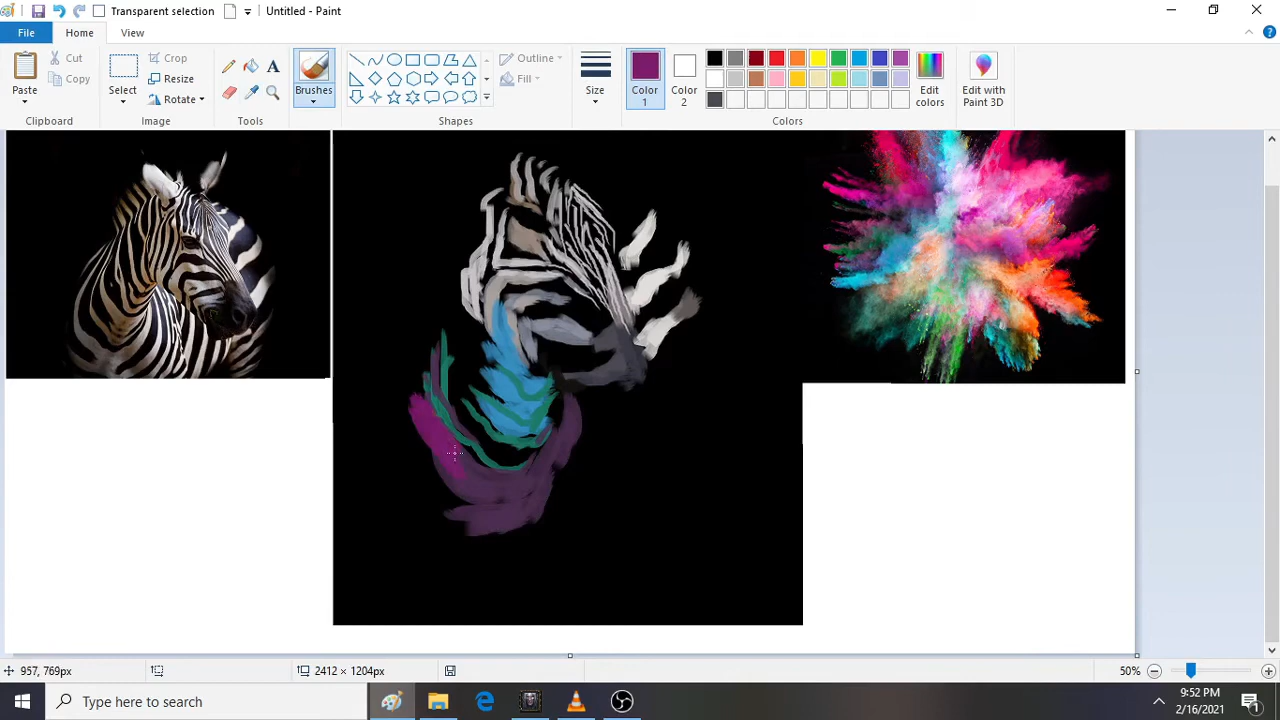 Transparent selection Untitled - Paint
File Home View
Paste Cut Copy Select Crop Resize Rotate Brushes Outline Fill Size Color 1 Color 2 Edit colors Edit with Paint 3D
Clipboard Image Tools Shapes Colors
957, 769px 2412 × 1204px 50%
Type here to search 9:52 PM
2/16/2021